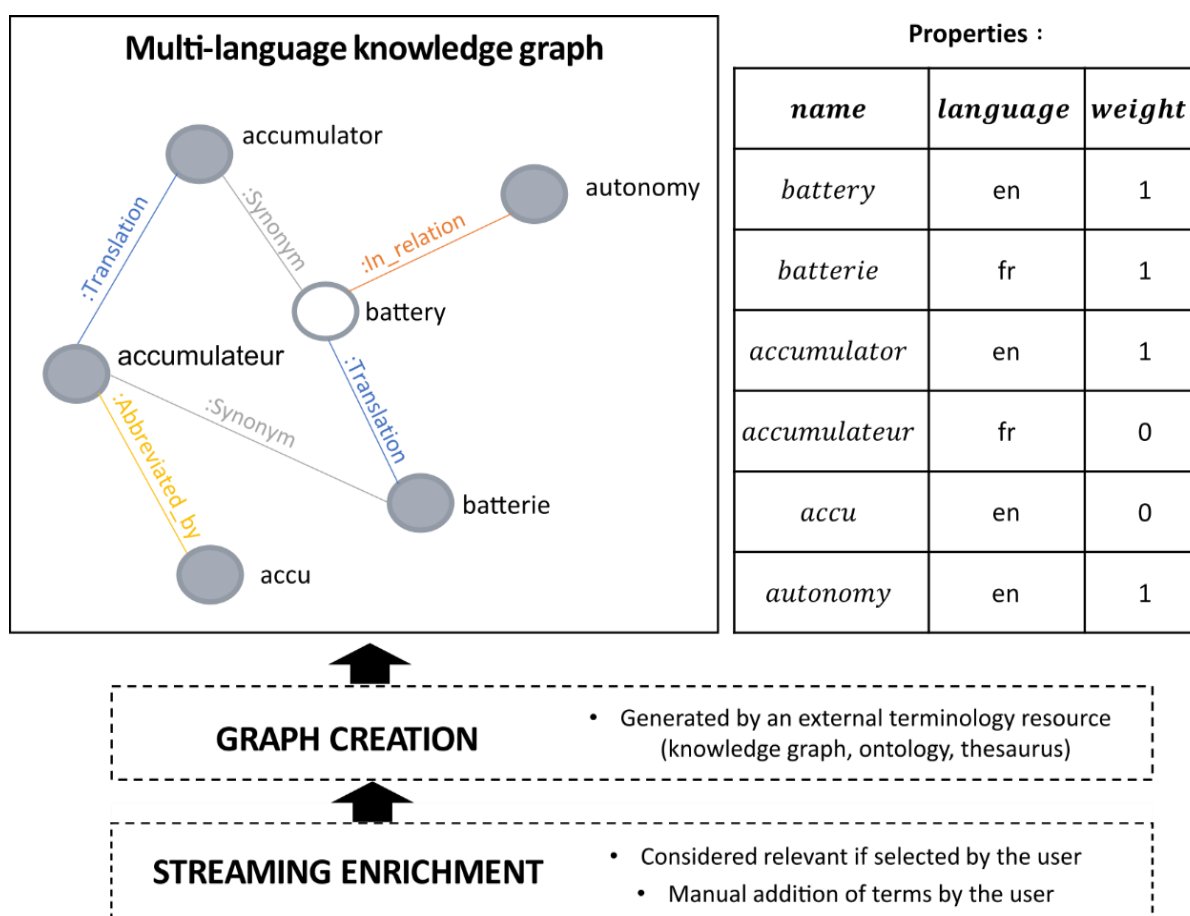 Multi-language knowledge graph
accumulator
autonomy
:Translation
:Synonym
:In_relation
battery
accumulateur
:Translation
:Synonym
:Abbreviated_by
batterie
accu
Properties :
name language weight
battery en 1
batterie fr 1
accumulator en 1
accumulateur fr 0
accu en 0
autonomy en 1
GRAPH CREATION
• Generated by an external terminology resource
(knowledge graph, ontology, thesaurus)
STREAMING ENRICHMENT
• Considered relevant if selected by the user
• Manual addition of terms by the user